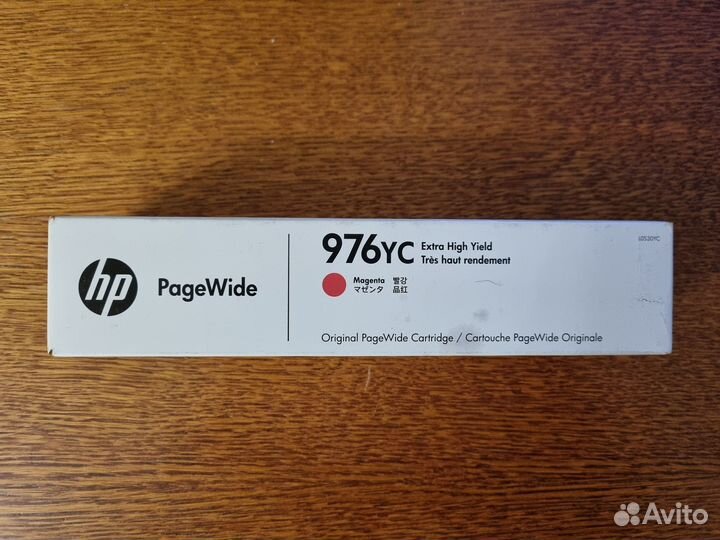 hp
PageWide
976YC Extra High Yield
Très haut rendement
Magenta 빨강
マゼンタ 品红
L0S30YC
Original PageWide Cartridge / Cartouche PageWide Originale
Avito